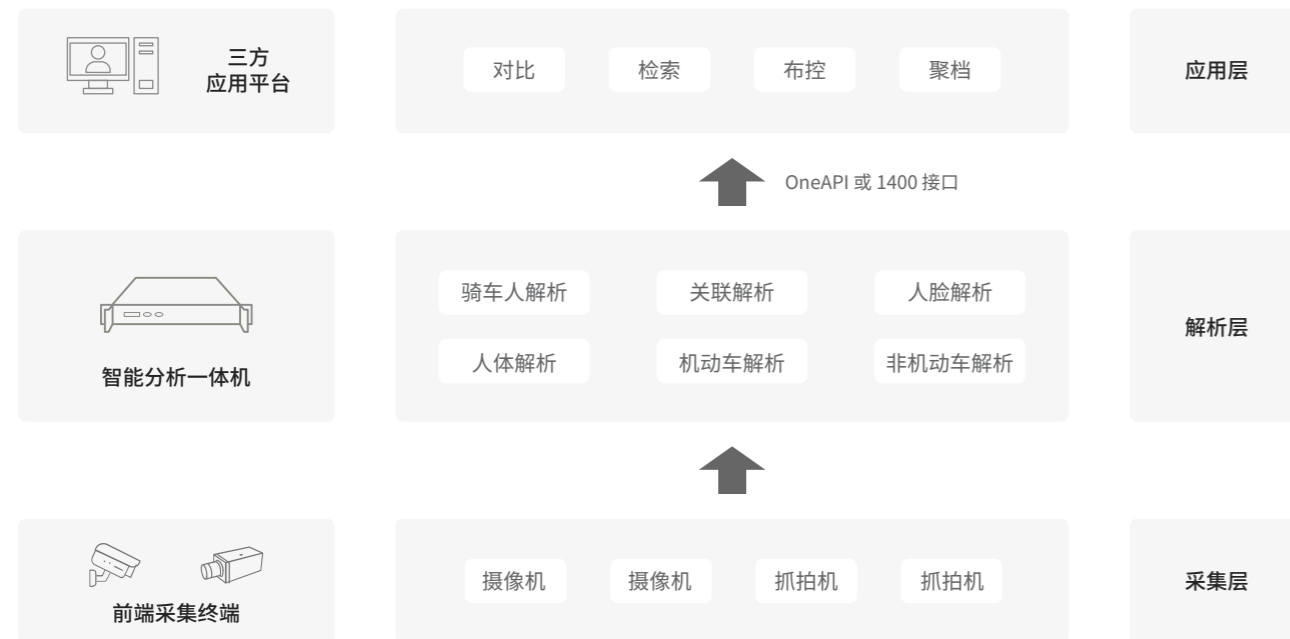 三方
应用平台
对比
检索
布控
聚档
应用层
OneAPI 或 1400 接口
智能分析一体机
骑车人解析
关联解析
人脸解析
人体解析
机动车解析
非机动车解析
解析层
前端采集终端
摄像机
摄像机
抓拍机
抓拍机
采集层